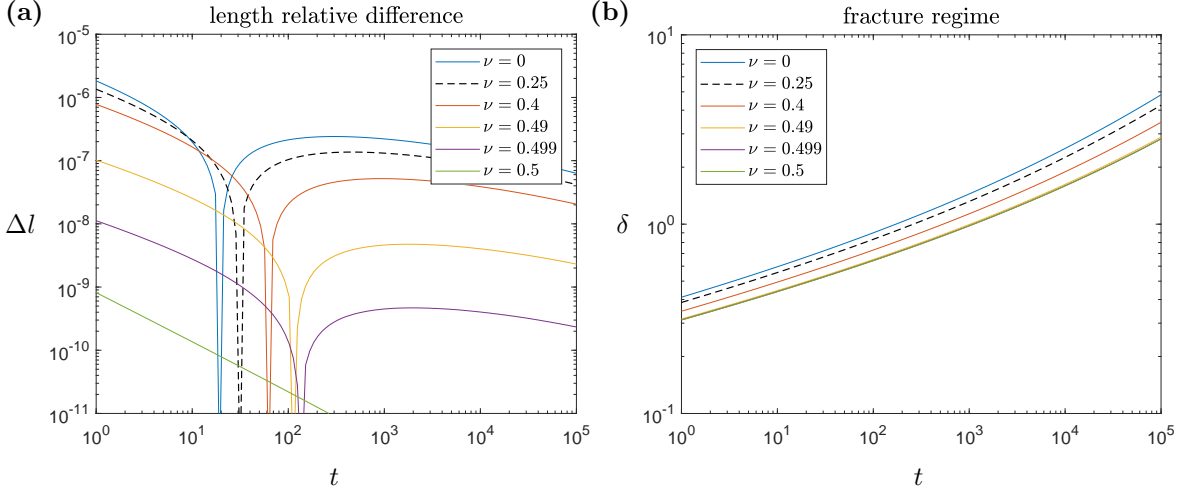 (a)
length relative difference
10^-5
10^-6
10^-7
10^-8
10^-9
10^-10
10^-11
Δl
10^0
10^1
10^2
10^3
10^4
10^5
t
ν = 0
ν = 0.25
ν = 0.4
ν = 0.49
ν = 0.499
ν = 0.5
(b)
fracture regime
10^1
10^0
10^-1
δ
10^0
10^1
10^2
10^3
10^4
10^5
t
ν = 0
ν = 0.25
ν = 0.4
ν = 0.49
ν = 0.499
ν = 0.5